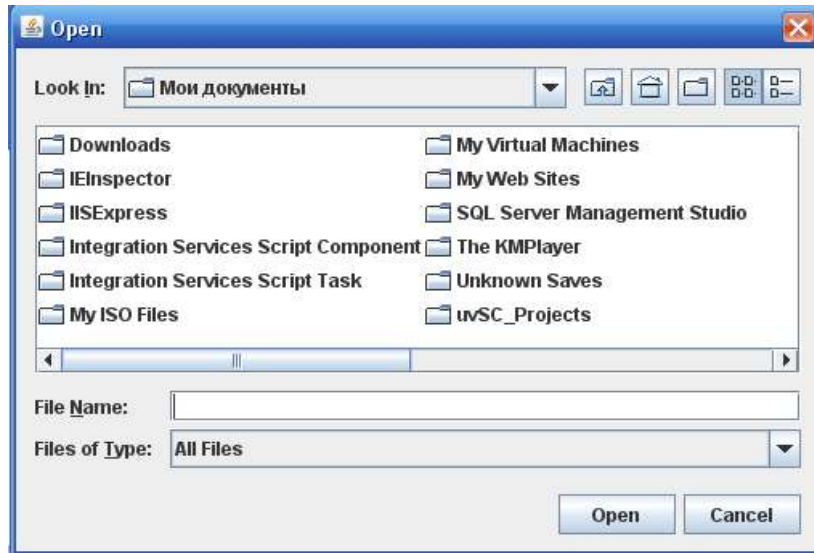 Open
Look In: Мои документы
Downloads
IEInspector
IISExpress
Integration Services Script Component
Integration Services Script Task
My ISO Files
My Virtual Machines
My Web Sites
SQL Server Management Studio
The KMPlayer
Unknown Saves
uvSC_Projects
File Name:
Files of Type: All Files
Open Cancel